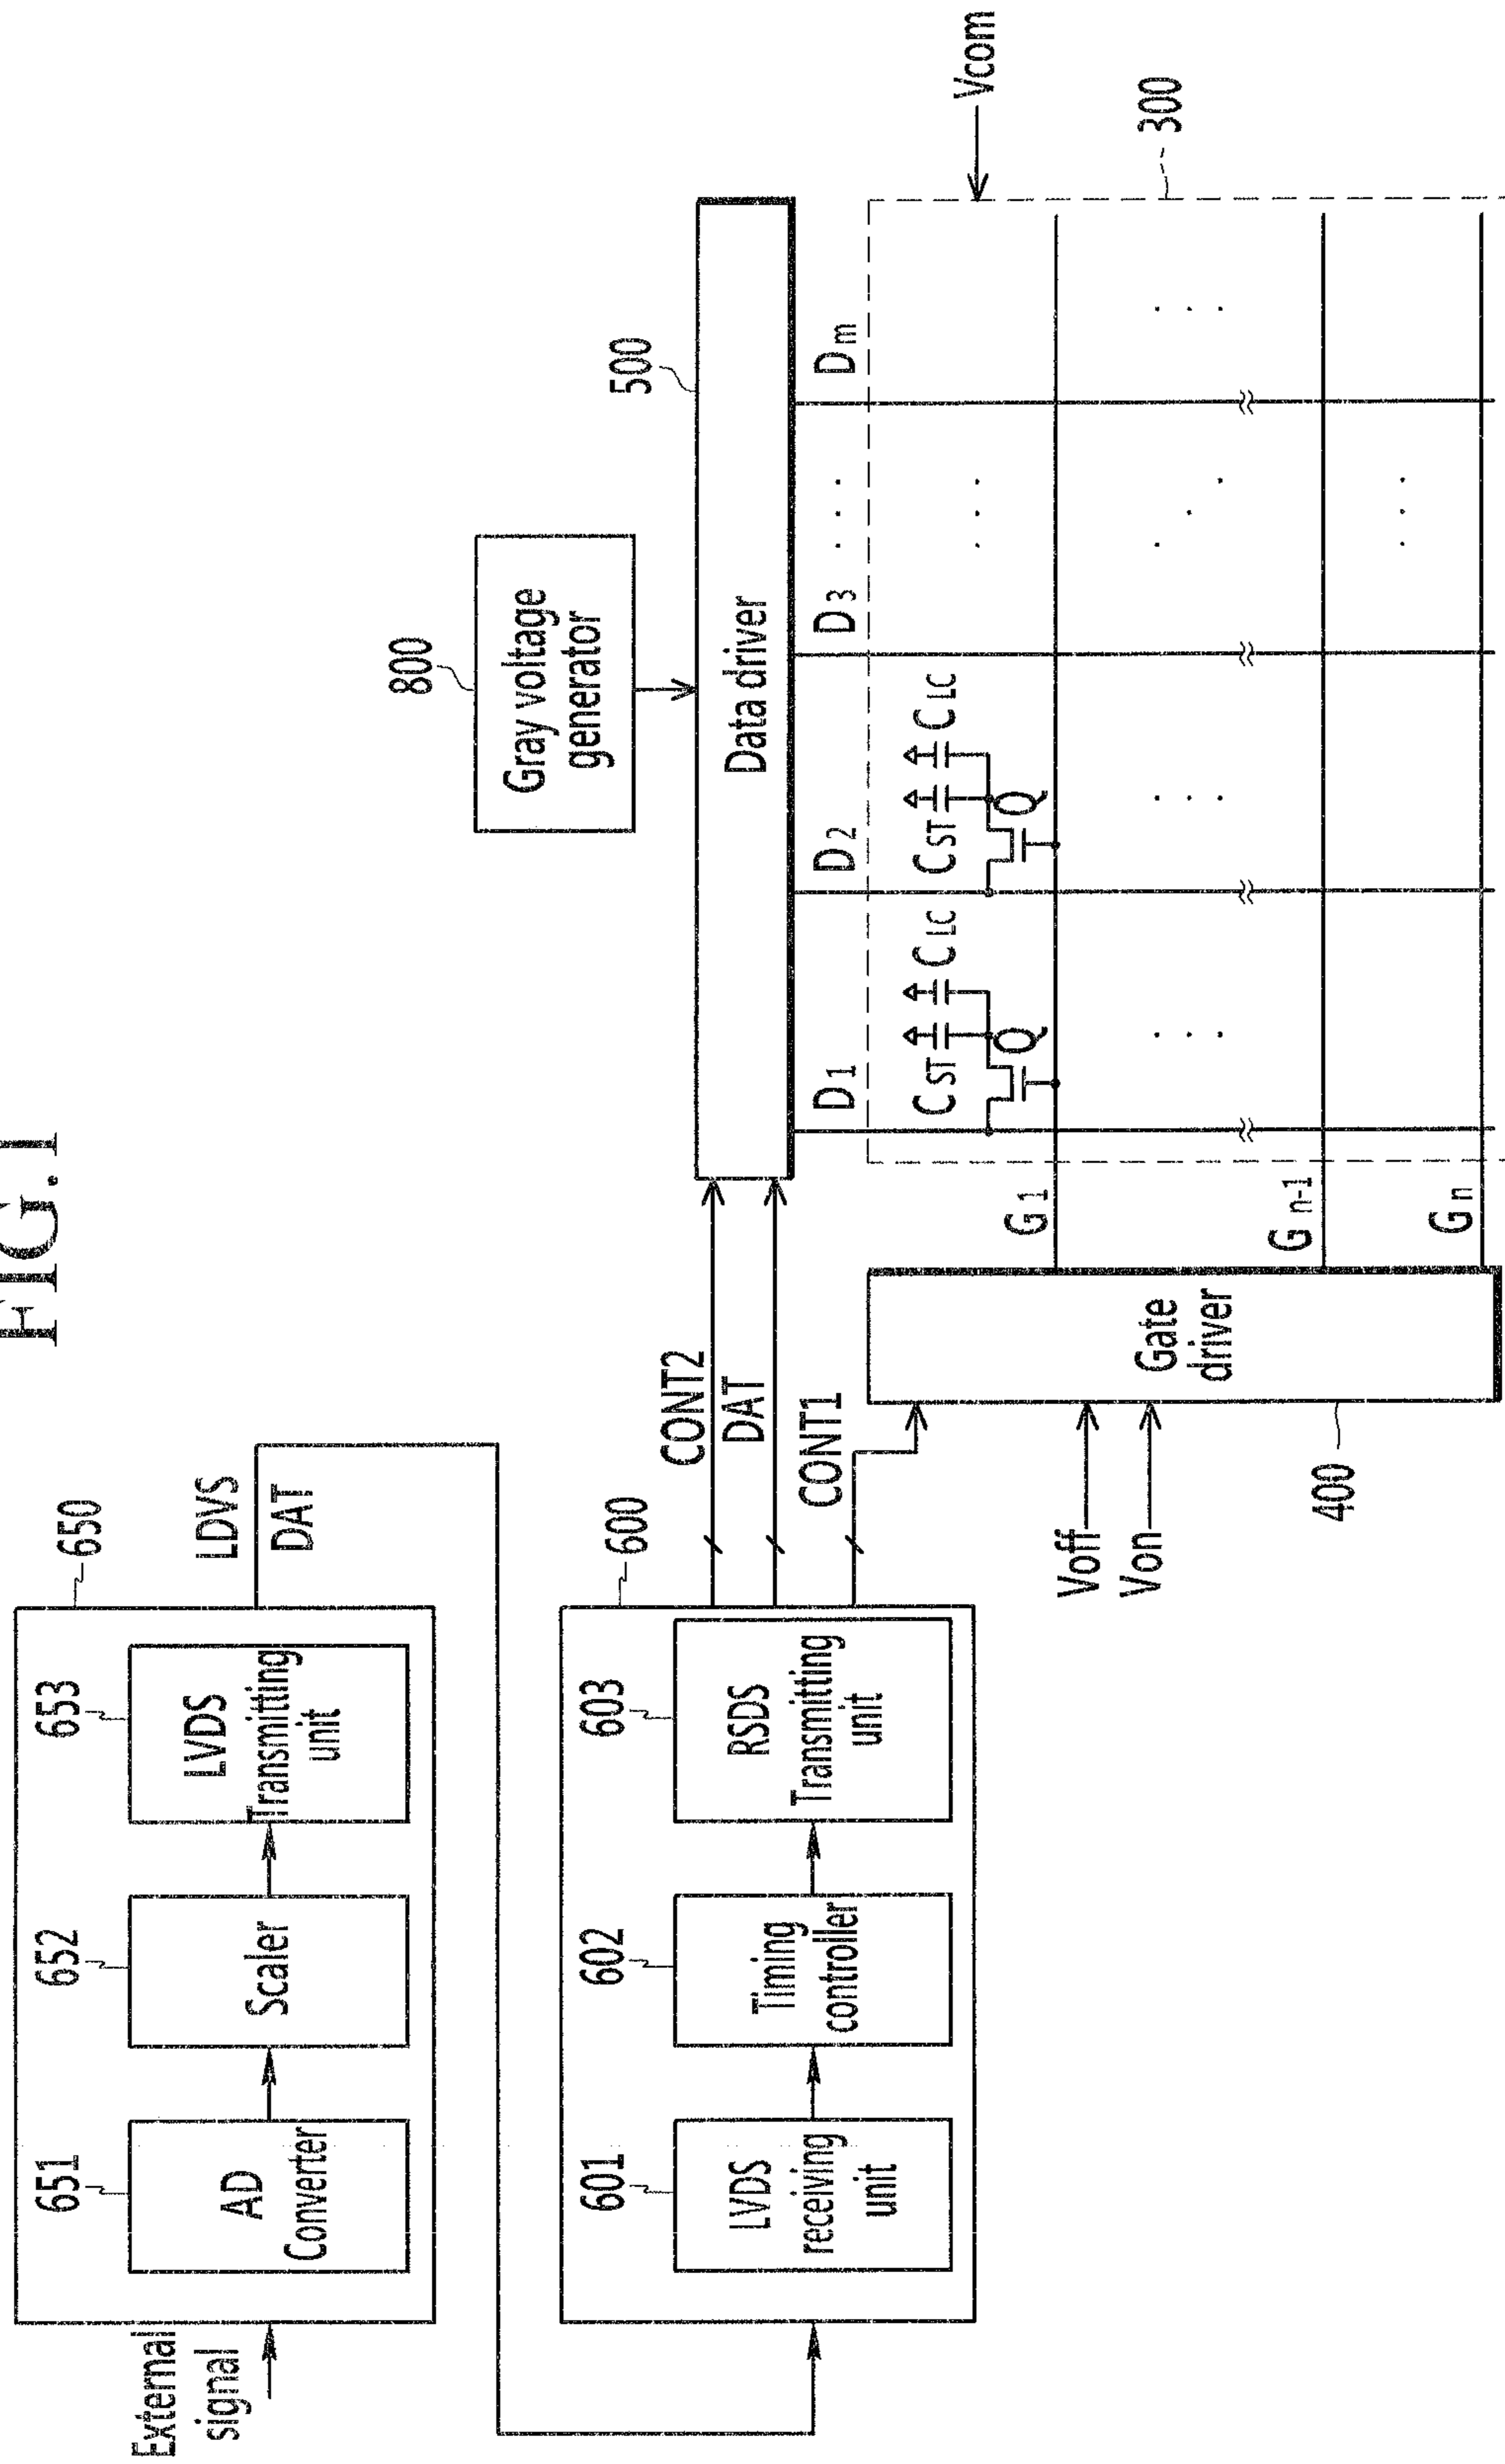 FIG.1
650
651
652
653
AD
Converter
Scaler
LVDS
Transmitting
unit
External
signal
LDVS
DAT
600
601
602
603
LVDS
receiving
unit
Timing
controller
RSDS
Transmitting
unit
CONT2
DAT
CONT1
800
Gray voltage
generator
500
Data driver
D1
D2
D3
. . .
Dm
Vcom
300
CST
CLC
Q
CST
CLC
Q
G1
Gn-1
Gn
Voff
Von
Gate
driver
400